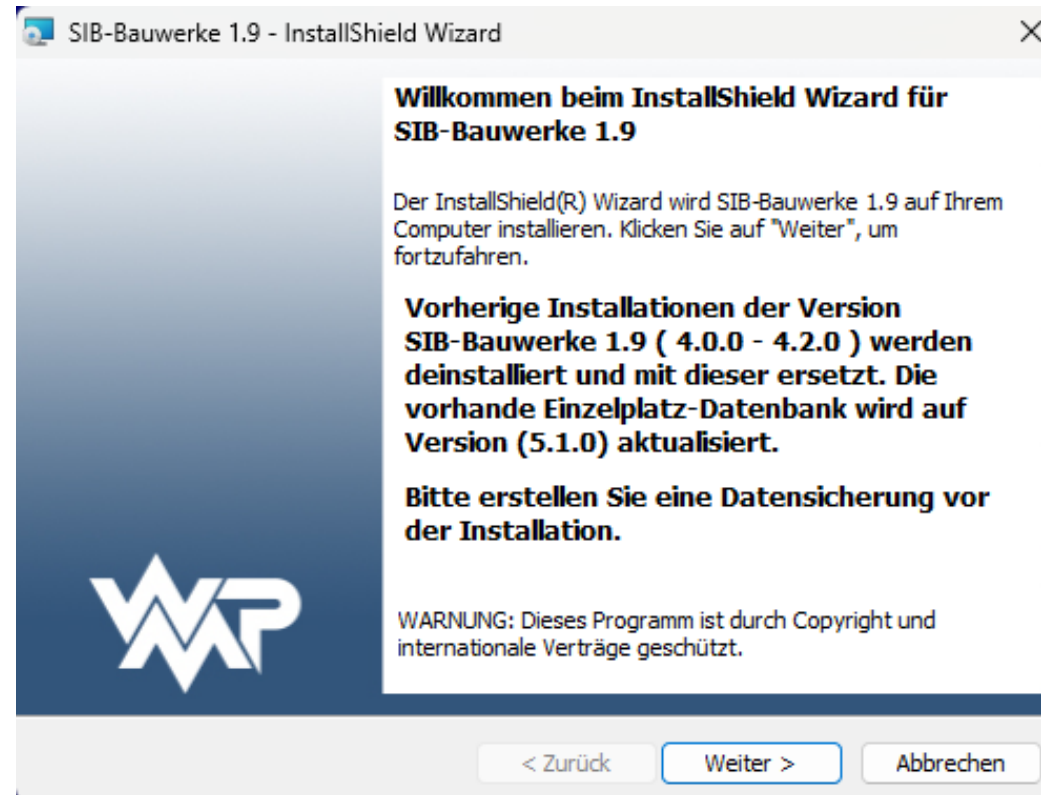 SIB-Bauwerke 1.9 - InstallShield Wizard
Willkommen beim InstallShield Wizard für
SIB-Bauwerke 1.9
Der InstallShield(R) Wizard wird SIB-Bauwerke 1.9 auf Ihrem
Computer installieren. Klicken Sie auf "Weiter", um
fortzufahren.
Vorherige Installationen der Version
SIB-Bauwerke 1.9 ( 4.0.0 - 4.2.0 ) werden
deinstalliert und mit dieser ersetzt. Die
vorhande Einzelplatz-Datenbank wird auf
Version (5.1.0) aktualisiert.
Bitte erstellen Sie eine Datensicherung vor
der Installation.
WARNUNG: Dieses Programm ist durch Copyright und
internationale Verträge geschützt.
WPM
< Zurück Weiter > Abbrechen